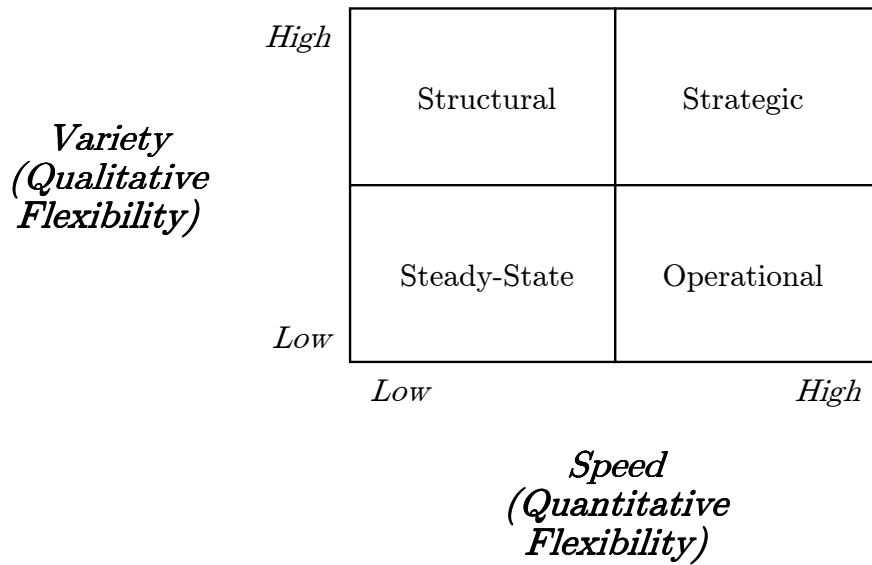 High
Structural
Strategic
Variety
(Qualitative
Flexibility)
Steady-State
Operational
Low
Low
High
Speed
(Quantitative
Flexibility)